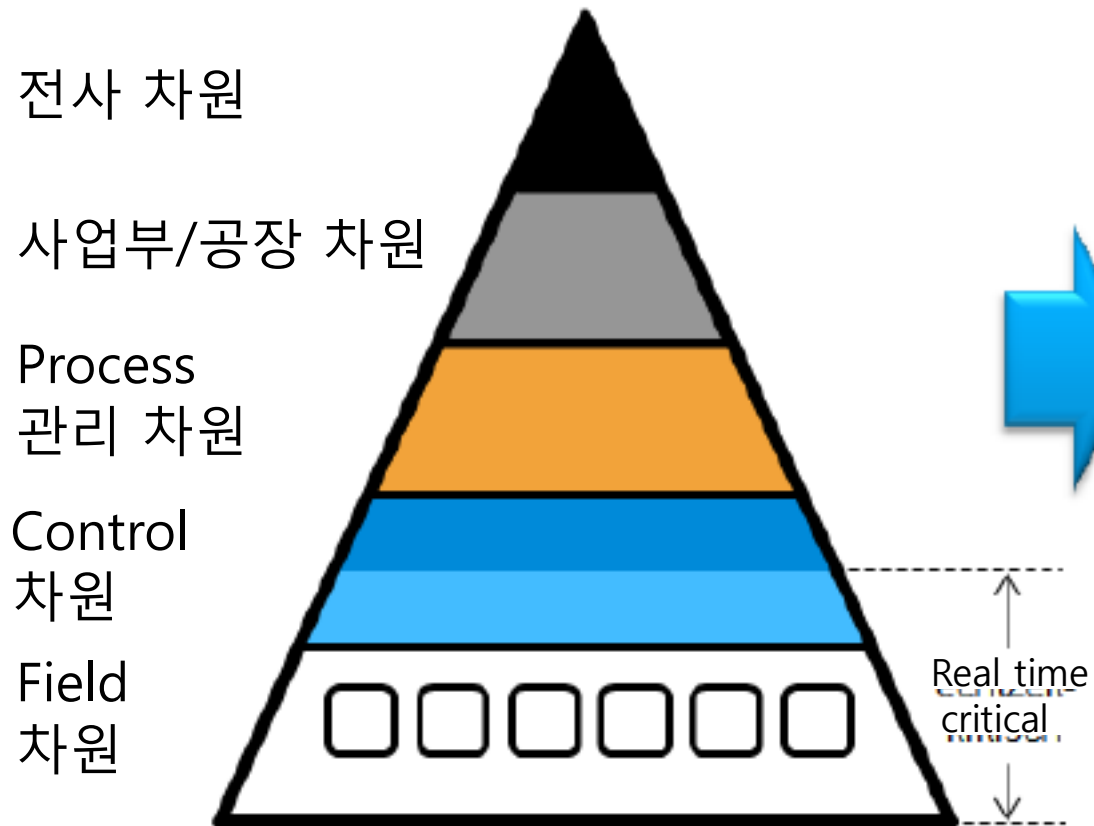 전사 차원
사업부/공장 차원
Process
관리 차원
Control
차원
Field
차원
Real time
critical